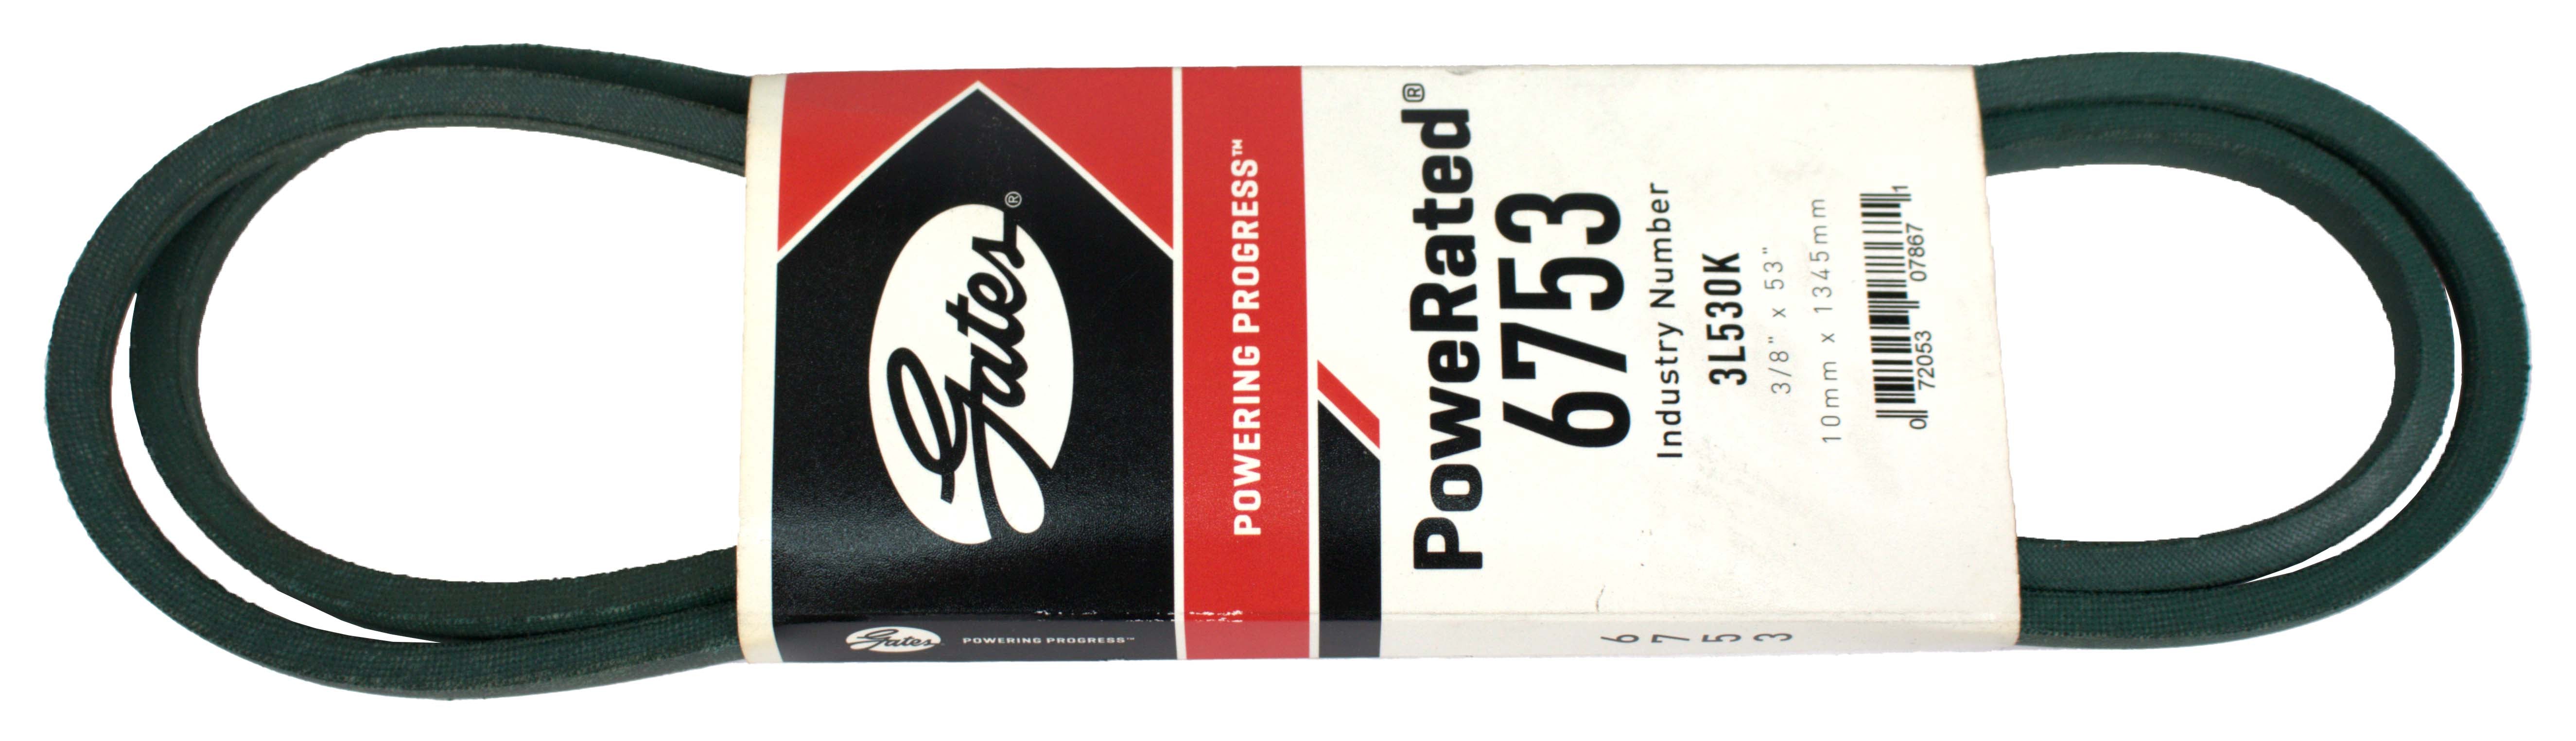 Gates®
POWERING PROGRESS™
PoweRated®
6753
Industry Number
3L530K
3/8" x 53"
10mm x 1345mm
0 72053 07867 1
Gates POWERING PROGRESS™
6753